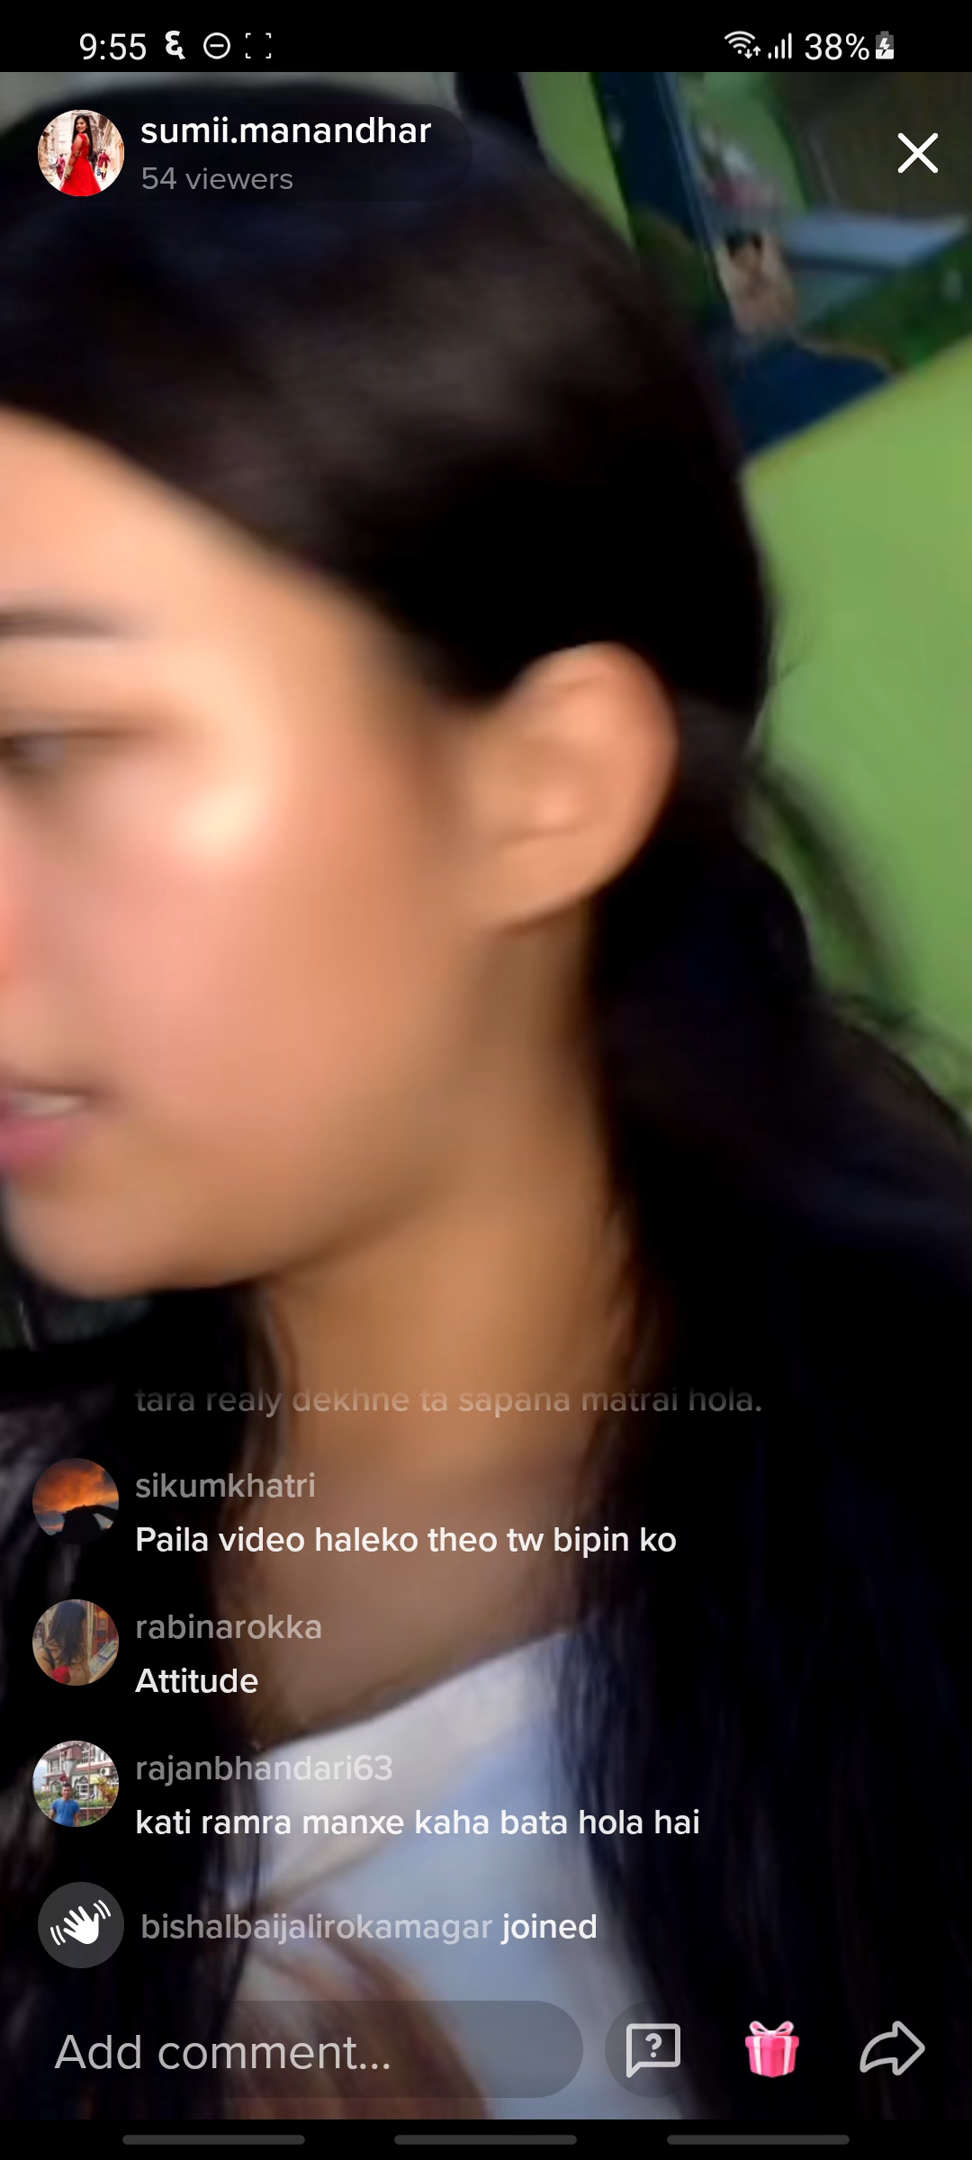 9:55
38%
sumii.manandhar
54 viewers
tara realy dekhne ta sapana matrai hola.
sikumkhatri
Paila video haleko theo tw bipin ko
rabinarokka
Attitude
rajanbhandari63
kati ramra manxe kaha bata hola hai
bishalbaijalirokamagar joined
Add comment...